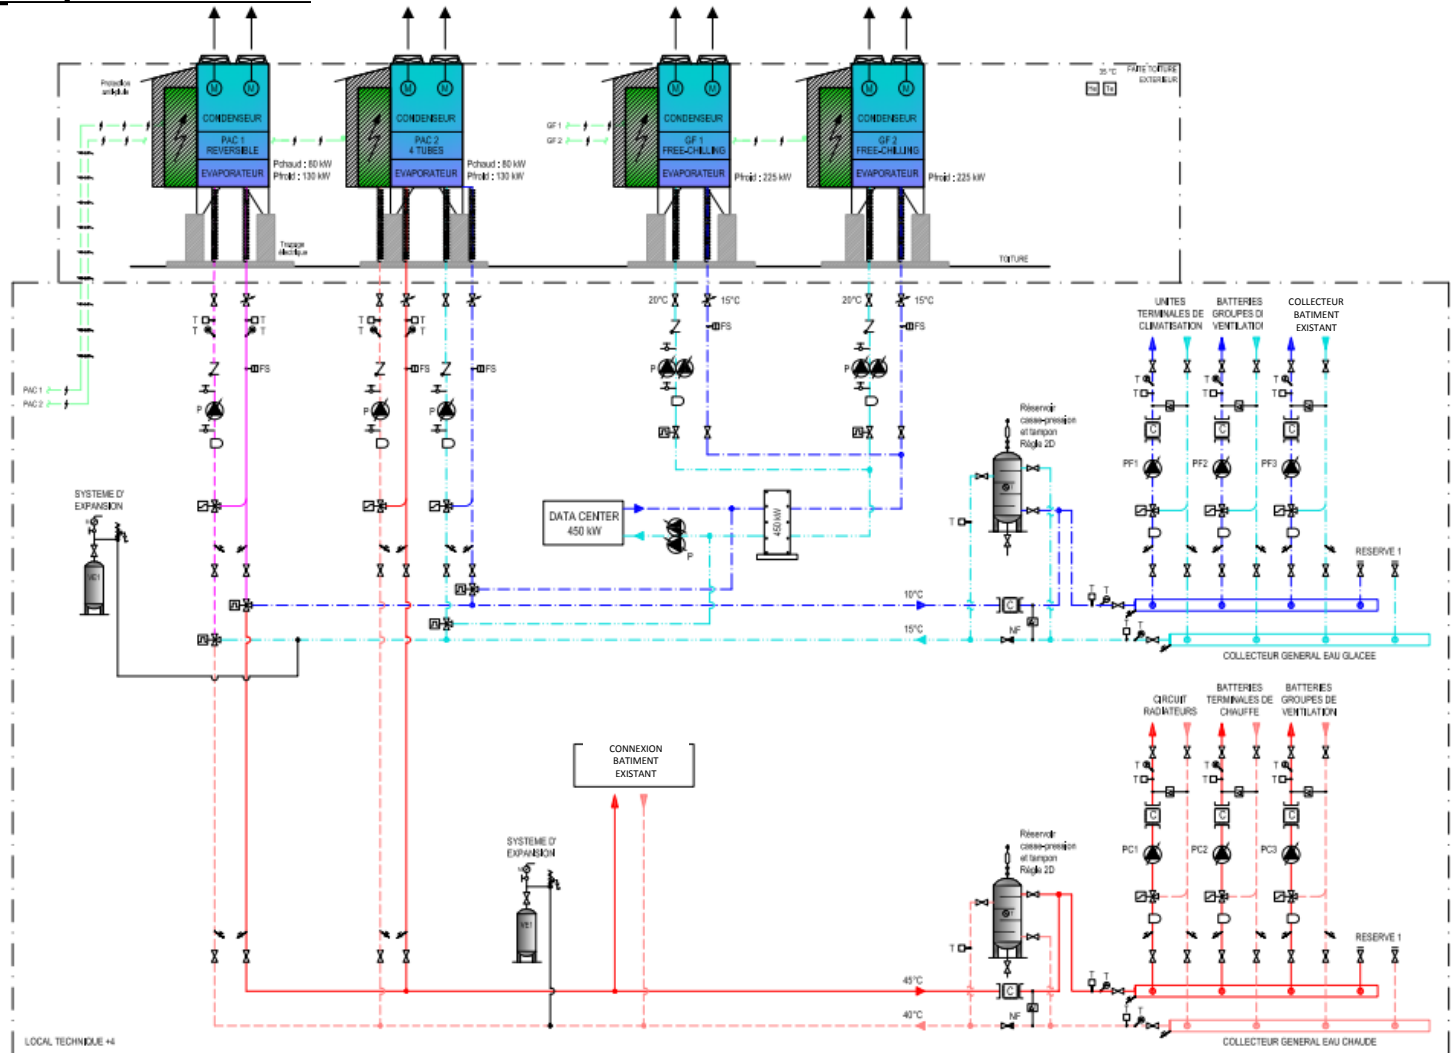 Protection
anti-pluie
M
M
CONDENSEUR
PAC 1
REVERSIBLE
EVAPORATEUR
Pchaud : 80 kW
Pfroid : 130 kW
M
M
CONDENSEUR
PAC 2
4 TUBES
EVAPORATEUR
Pchaud : 80 kW
Pfroid : 130 kW
GF 1
GF 2
M
M
CONDENSEUR
GF 1
FREE-CHILLING
EVAPORATEUR
Pfroid : 225 kW
M
M
CONDENSEUR
GF 2
FREE-CHILLING
EVAPORATEUR
Pfroid : 225 kW
35 °C
FAITE TOITURE
EXTERIEUR
Traçage
électrique
TOITURE
PAC 1
PAC 2
T
T
T
T
FS
P
T
T
T
T
FS
P
P
20°C
15°C
FS
P
20°C
15°C
FS
P
UNITES
TERMINALES DE
CLIMATISATION
BATTERIES
GROUPES DE
VENTILATION
COLLECTEUR
BATIMENT
EXISTANT
T
T
T
T
T
T
C
C
C
PF1
PF2
PF3
RESERVE 1
Réservoir
casse-pression
et tampon
Règle 2D
T
T
SYSTEME D'
EXPANSION
VE1
DATA CENTER
450 kW
P
450 kW
10°C
C
T
T
15°C
NF
T
T
COLLECTEUR GENERAL EAU GLACEE
CIRCUIT
RADIATEURS
BATTERIES
TERMINALES DE
CHAUFFE
BATTERIES
GROUPES DE
VENTILATION
T
T
T
T
T
T
C
C
C
PC1
PC2
PC3
RESERVE 1
CONNEXION
BATIMENT
EXISTANT
SYSTEME D'
EXPANSION
VE1
Réservoir
casse-pression
et tampon
Règle 2D
T
T
45°C
C
T
T
40°C
NF
T
T
COLLECTEUR GENERAL EAU CHAUDE
LOCAL TECHNIQUE +4